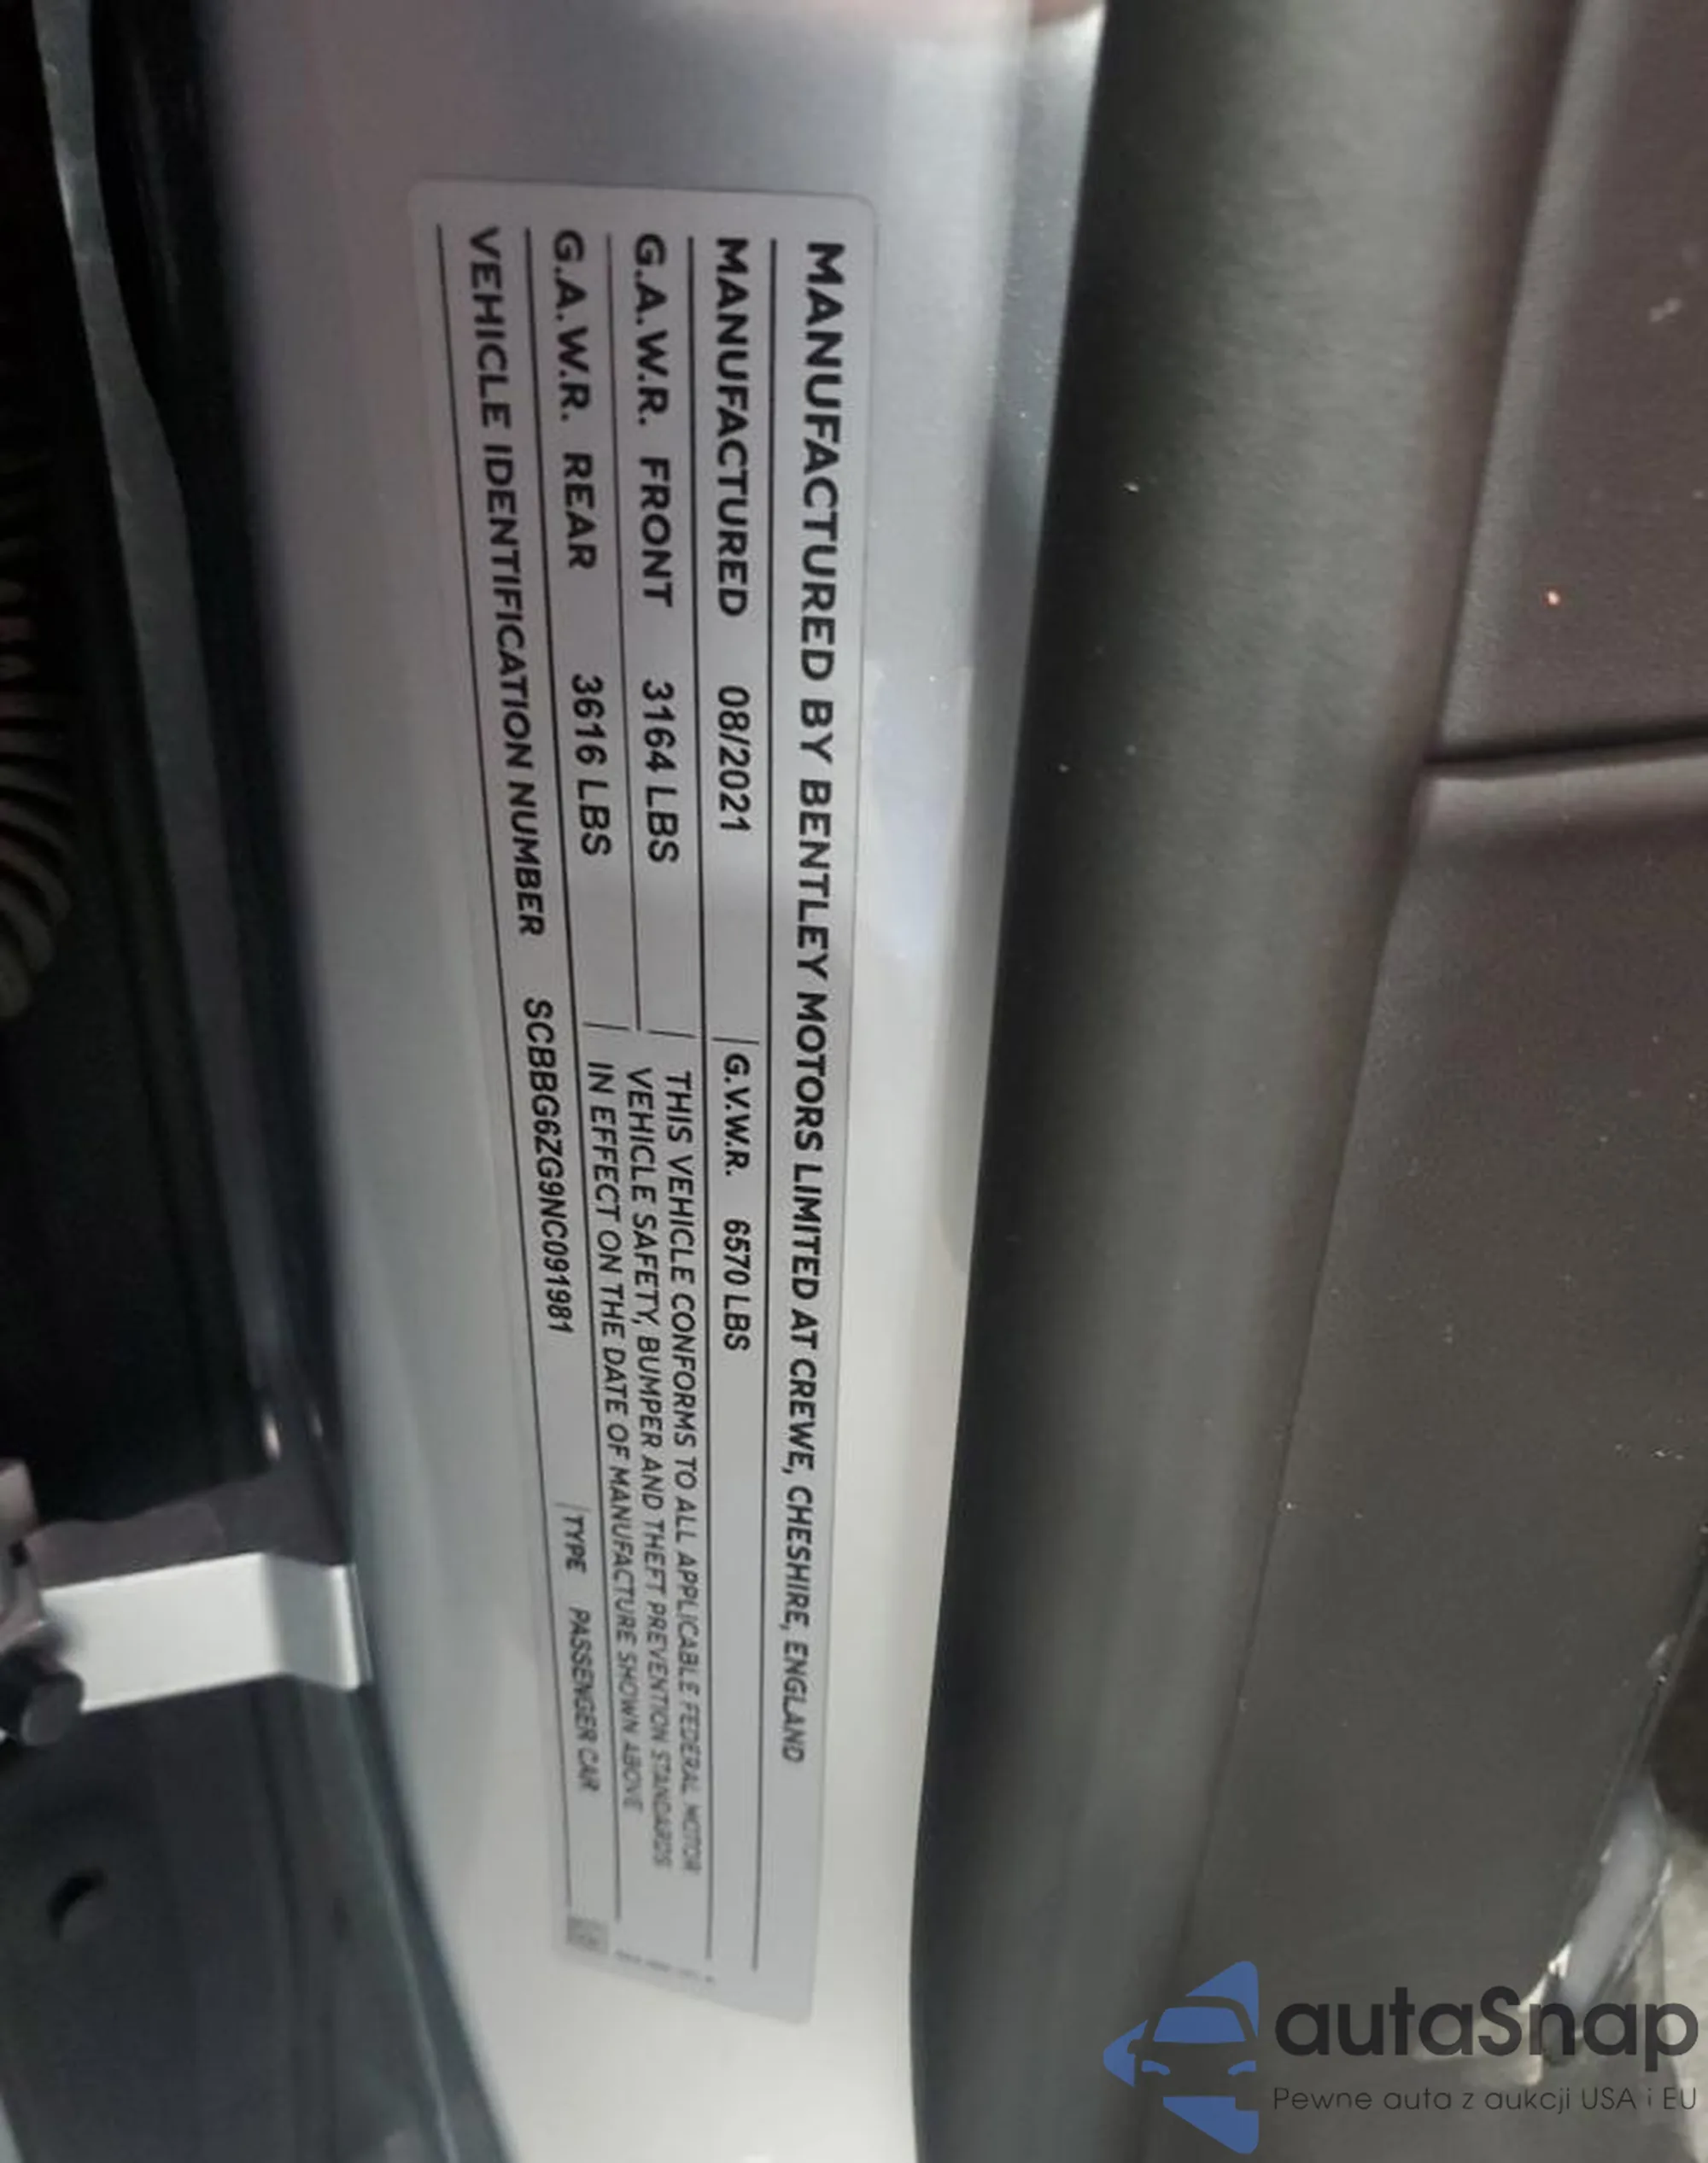 MANUFACTURED BY BENTLEY MOTORS LIMITED AT CREWE, CHESHIRE, ENGLAND
MANUFACTURED 08/2021 G.V.W.R. 6570 LBS
G.A.W.R. FRONT 3164 LBS
G.A.W.R. REAR 3616 LBS
THIS VEHICLE CONFORMS TO ALL APPLICABLE FEDERAL MOTOR
VEHICLE SAFETY, BUMPER AND THEFT PREVENTION STANDARDS
IN EFFECT ON THE DATE OF MANUFACTURE SHOWN ABOVE
VEHICLE IDENTIFICATION NUMBER SCBBG6ZG9NC091981 TYPE PASSENGER CAR
autaSnap
Pewne auta z aukcji USA i EU